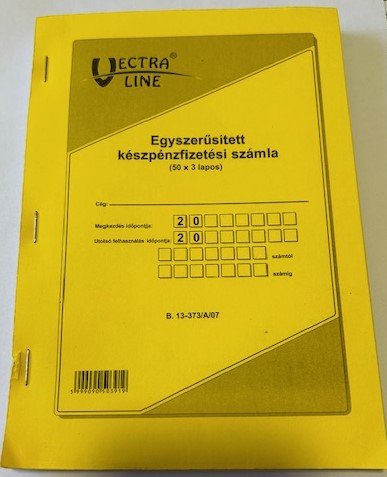 VECTRA®
LINE
Egyszerűsített
készpénzfizetési számla
(50 x 3 lapos)
Cég:
Megkezdés időpontja: 20
Utolsó felhasználás időpontja: 20
számtól
számig
B. 13-373/A/07
5999090503919